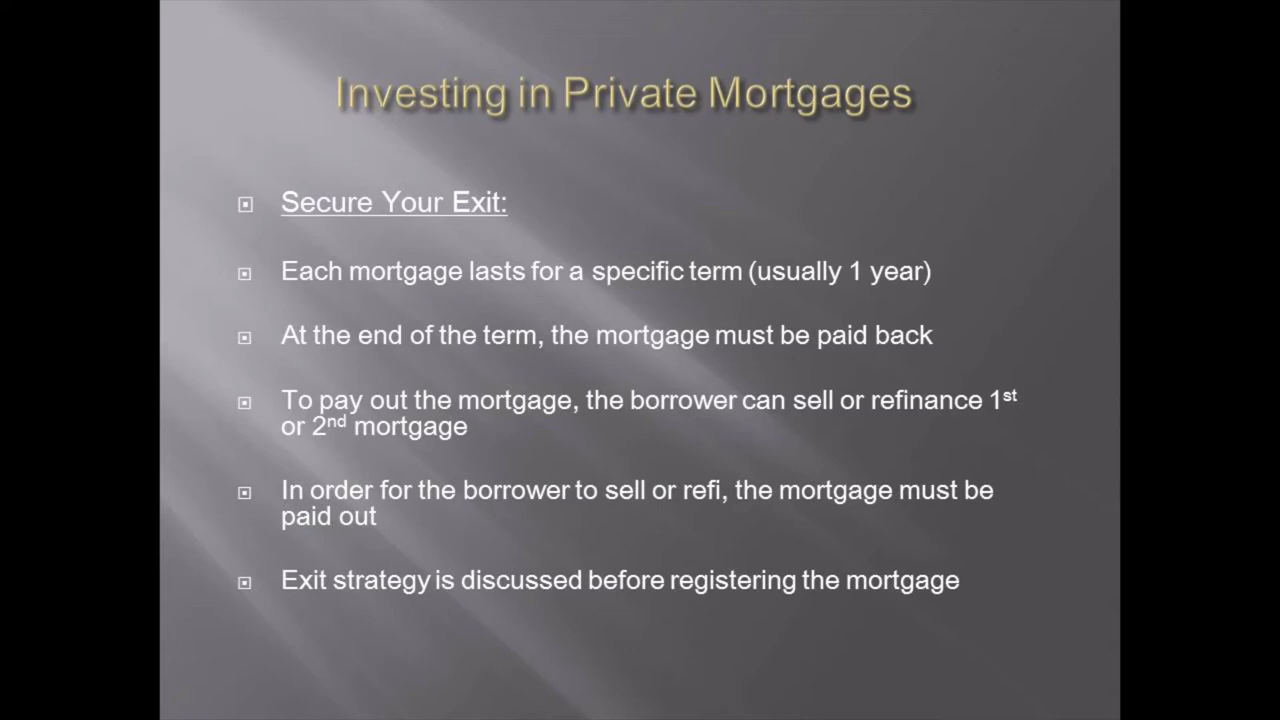 Investing in Private Mortgages
Secure Your Exit:
Each mortgage lasts for a specific term (usually 1 year)
At the end of the term, the mortgage must be paid back
To pay out the mortgage, the borrower can sell or refinance 1st
or 2nd mortgage
In order for the borrower to sell or refi, the mortgage must be
paid out
Exit strategy is discussed before registering the mortgage